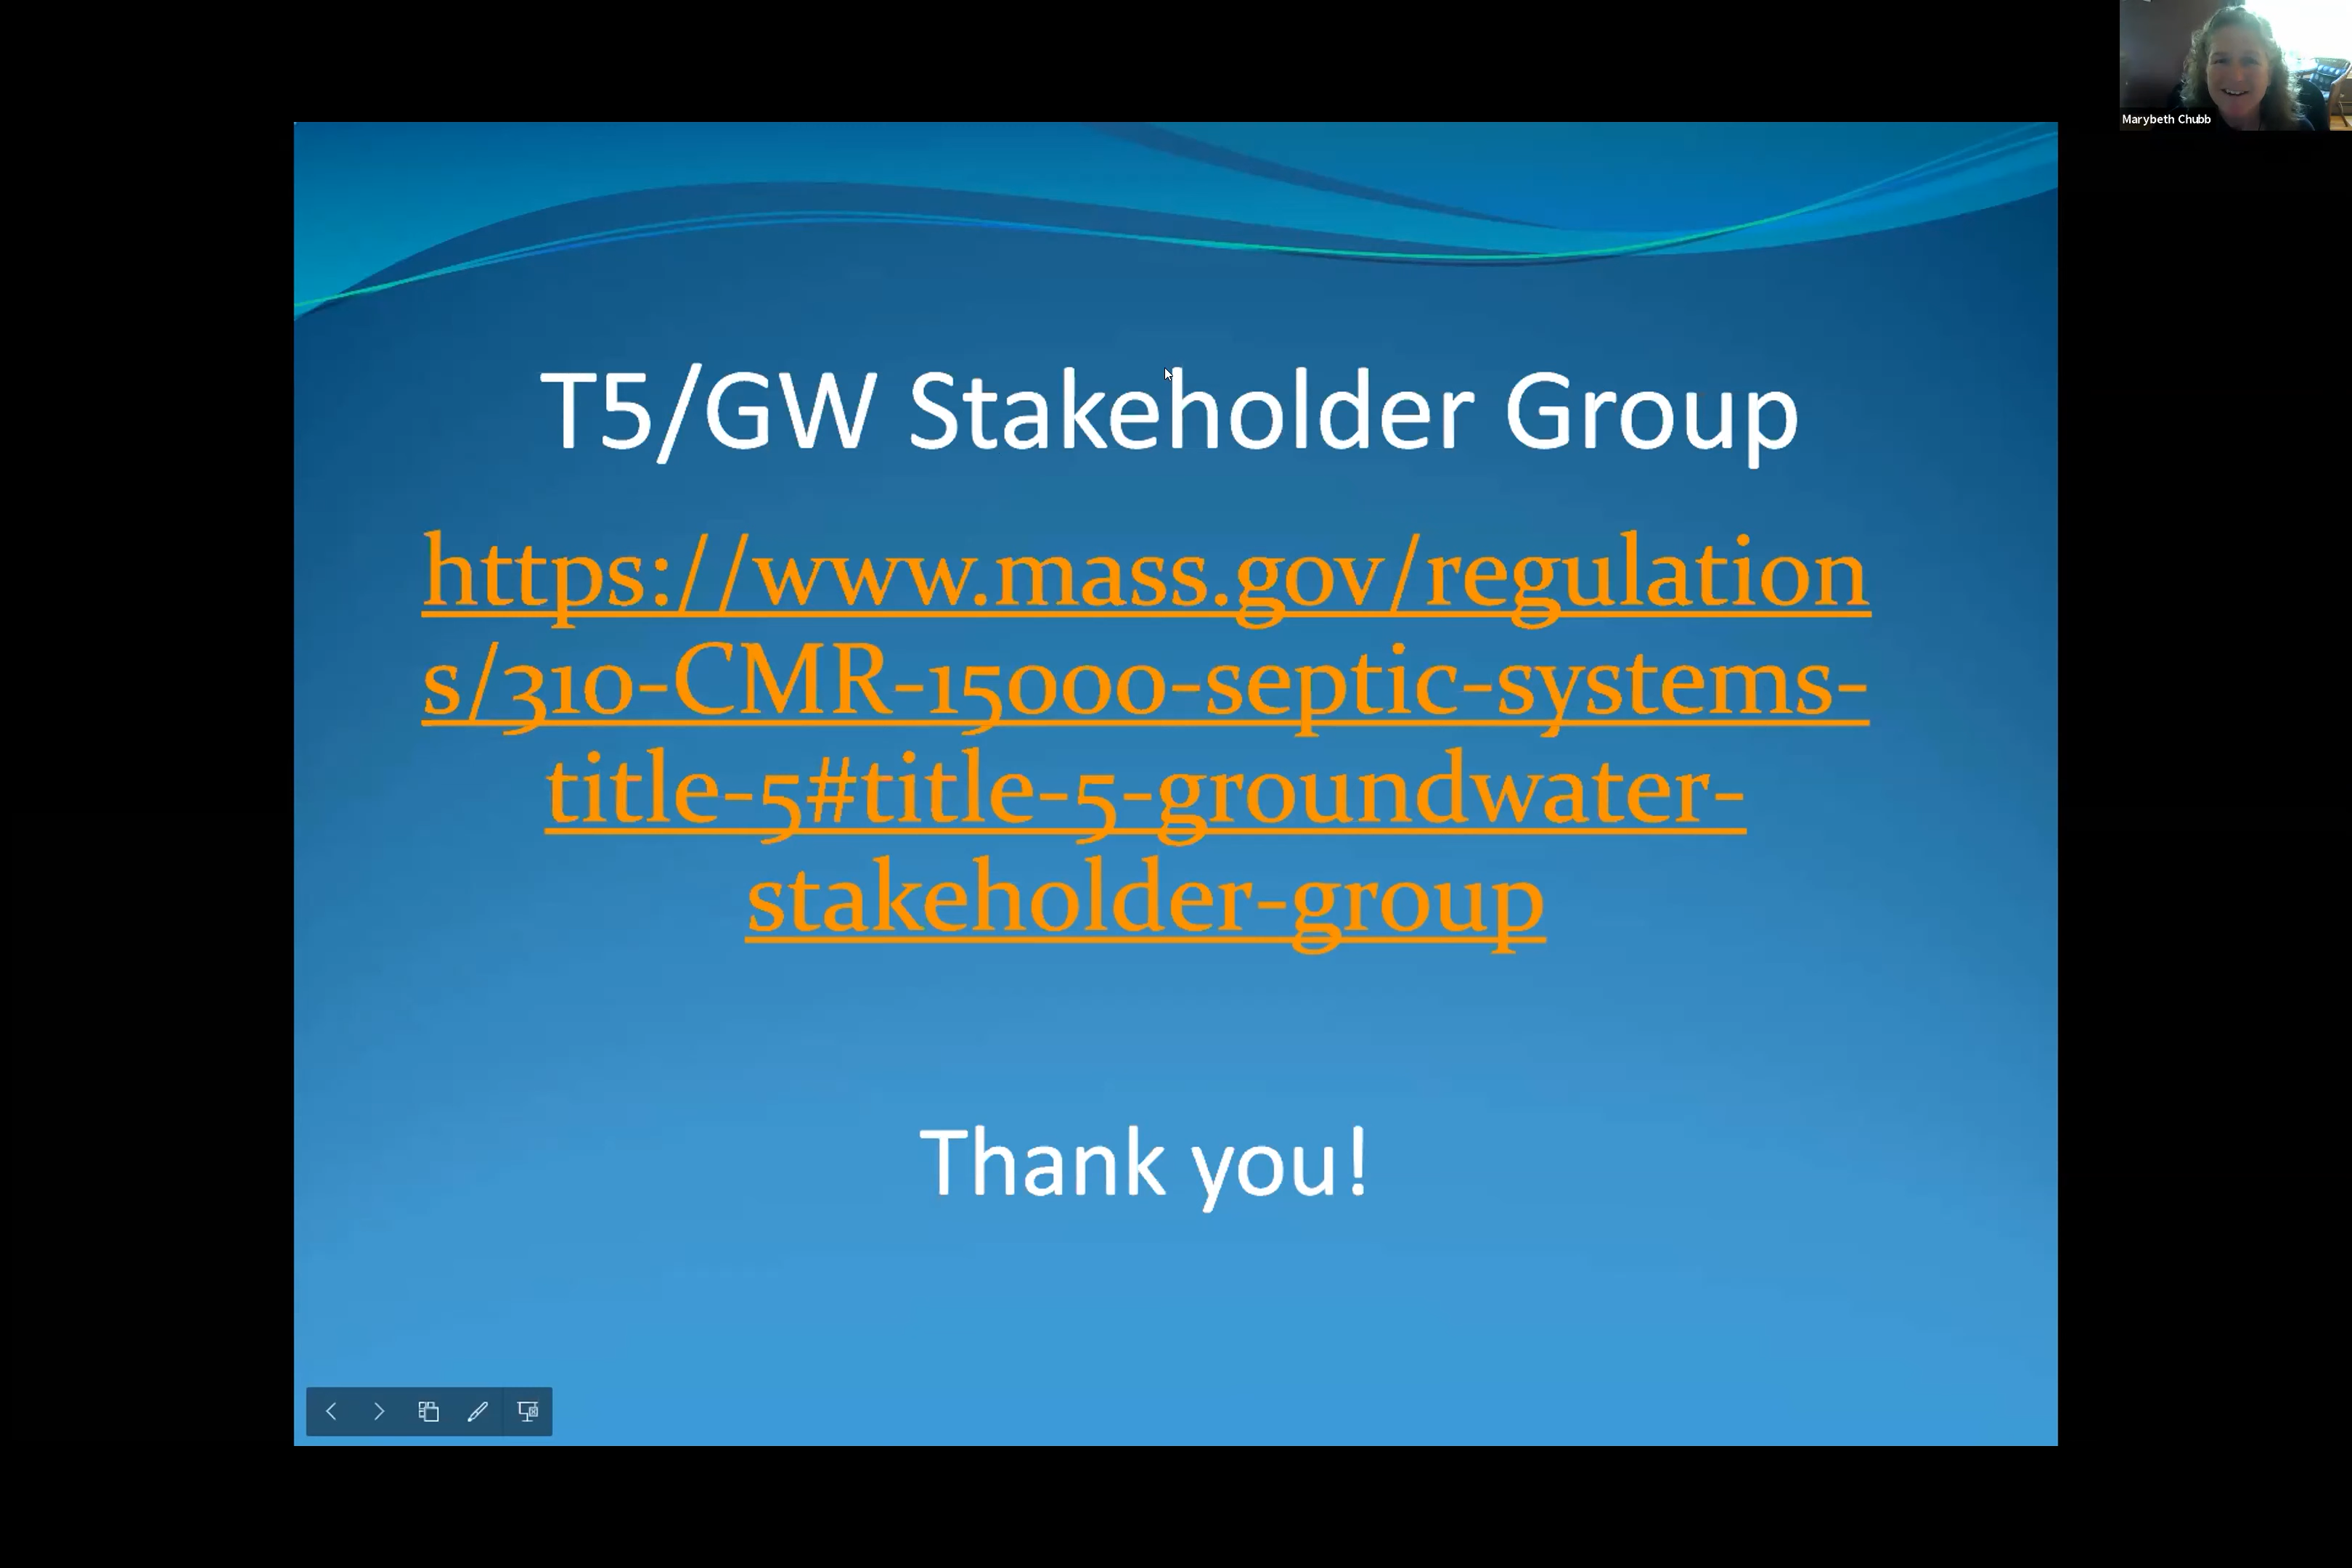 Marybeth Chubb
T5/GW Stakeholder Group
https://www.mass.gov/regulation
s/310-CMR-15000-septic-systems-
title-5#title-5-groundwater-
stakeholder-group
Thank you!